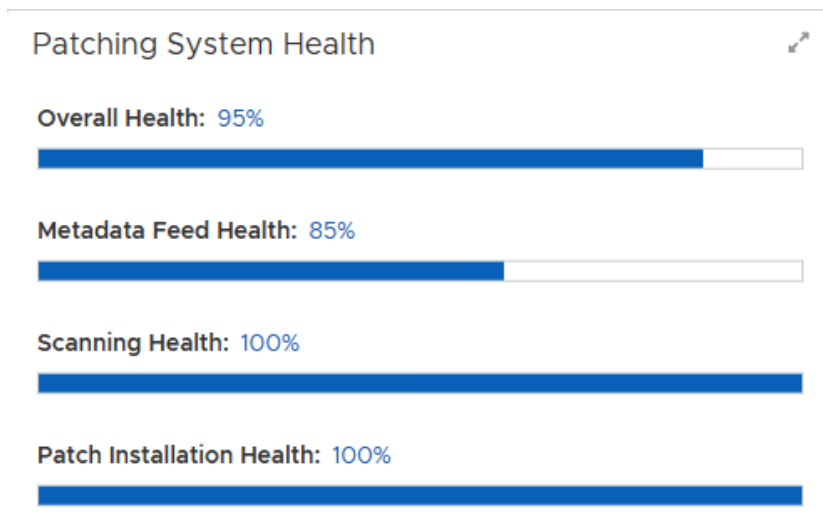 Patching System Health
Overall Health: 95%
Metadata Feed Health: 85%
Scanning Health: 100%
Patch Installation Health: 100%